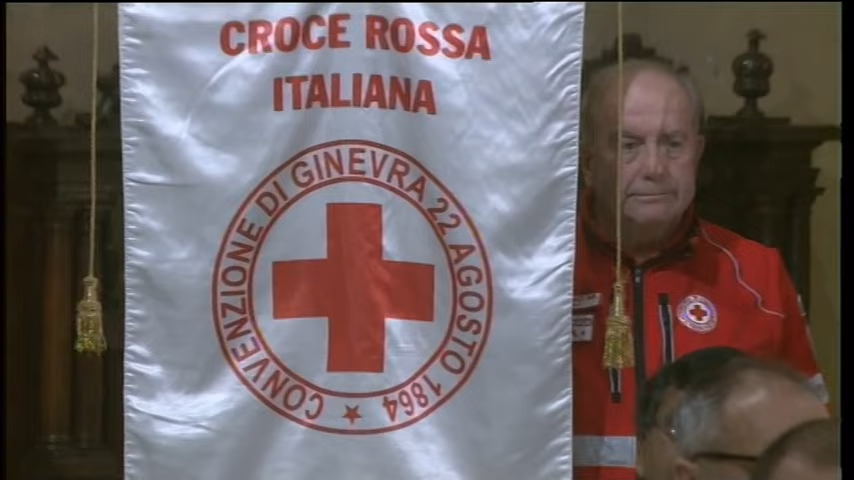 CROCE ROSSA
ITALIANA
CONVENZIONE DI GINEVRA 22 AGOSTO 1864